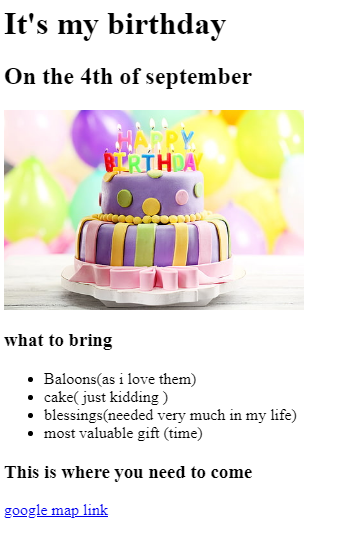 It's my birthday
On the 4th of september
HAPPY
BIRTHDAY
what to bring
Baloons(as i love them)
cake( just kidding )
blessings(needed very much in my life)
most valuable gift (time)
This is where you need to come
google map link